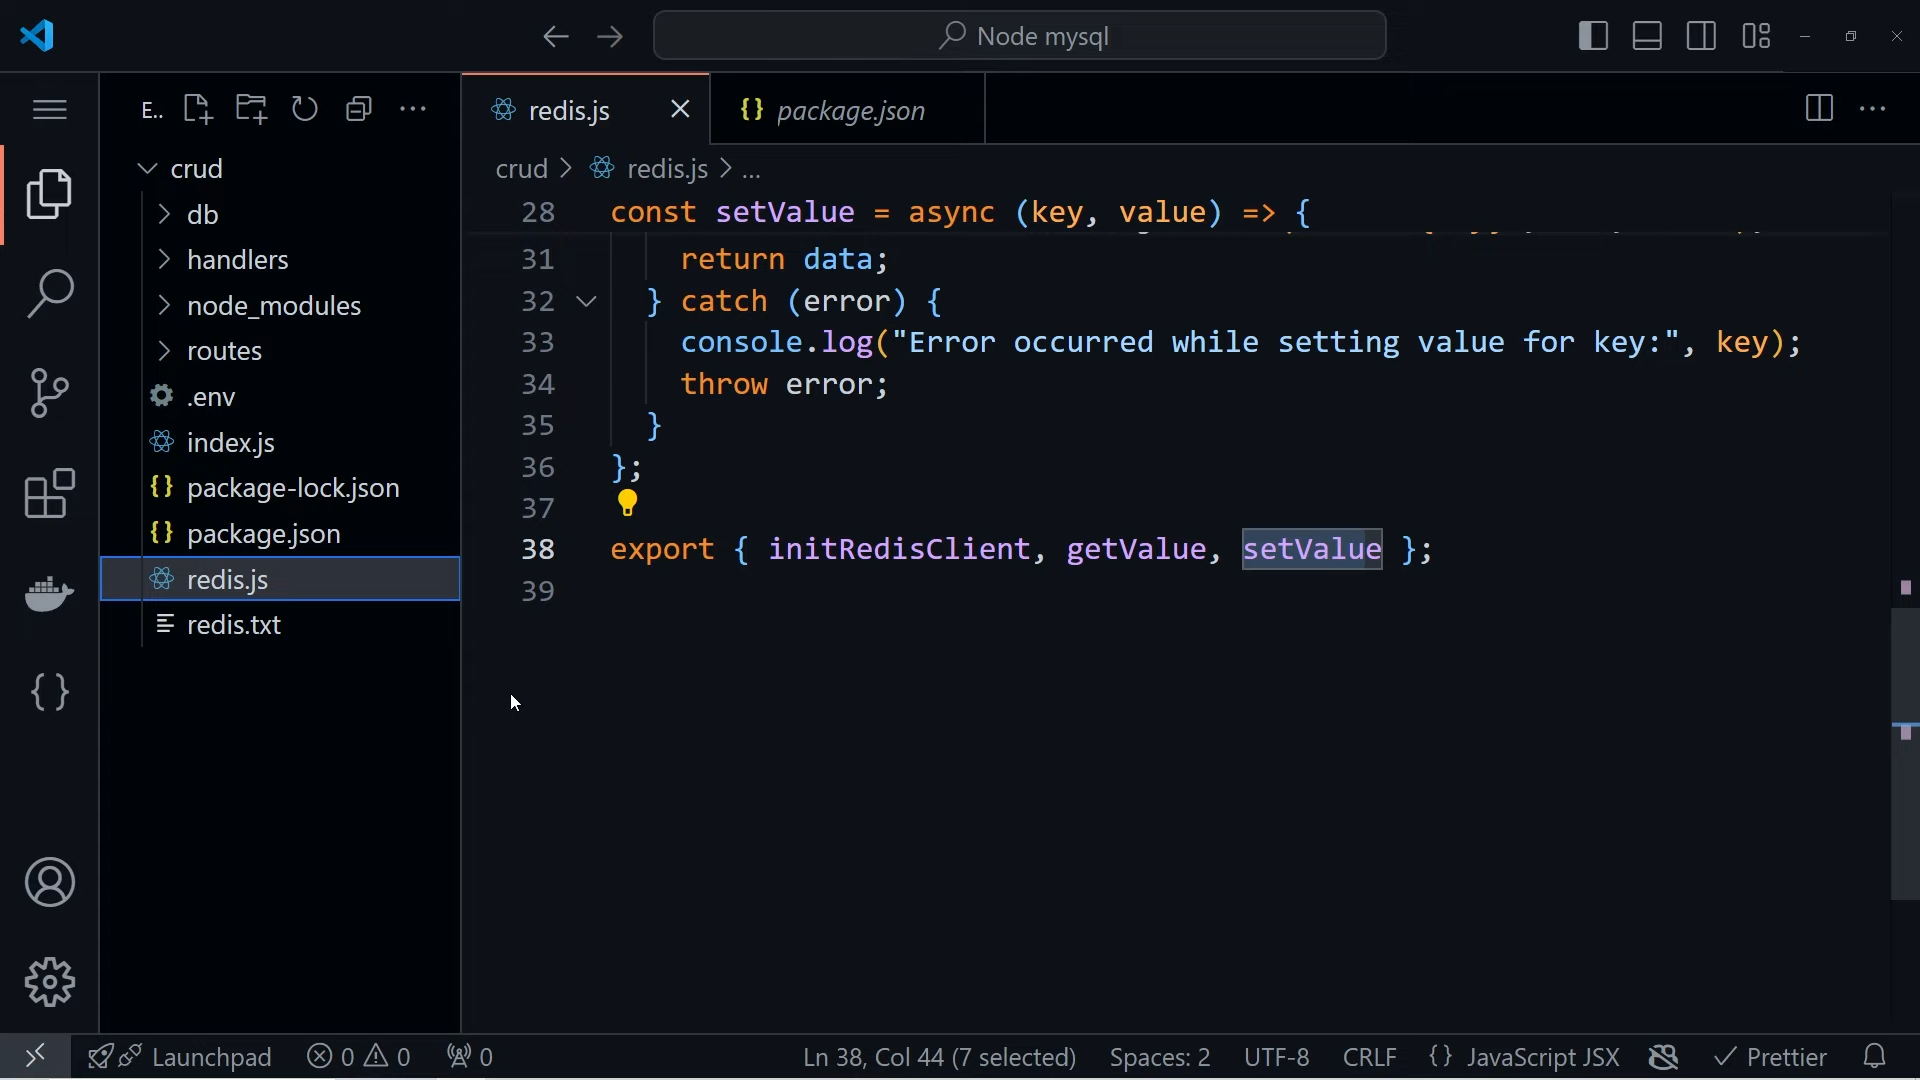 Node mysql
E..
redis.js
{} package.json
crud > redis.js > ...
crud
db
handlers
node_modules
routes
.env
index.js
{} package-lock.json
{} package.json
redis.js
redis.txt
28 const setValue = async (key, value) => {
31 return data;
32 } catch (error) {
33 console.log("Error occurred while setting value for key:", key);
34 throw error;
35 }
36 };
37
38 export { initRedisClient, getValue, setValue };
39
Launchpad 0 0 0 Ln 38, Col 44 (7 selected) Spaces: 2 UTF-8 CRLF {} JavaScript JSX Prettier